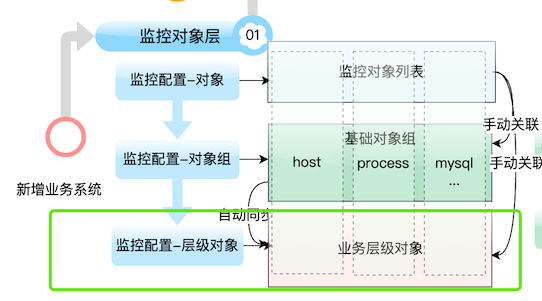 监控对象层
01
监控配置-对象
监控对象列表
手动关联
基础对象组
监控配置-对象组
host
process
mysql
...
手动关联
新增业务系统
自动同步
监控配置-层级对象
业务层级对象